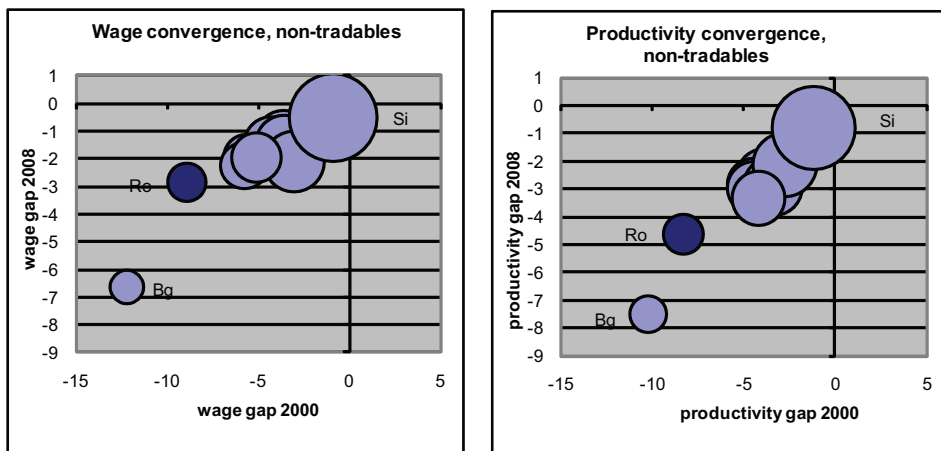 Wage convergence, non-tradables
1
0
-1
-2
-3
-4
-5
-6
-7
-8
-9
Si
Ro
Bg
-15
-10
-5
0
5
wage gap 2008
wage gap 2000
Productivity convergence,
non-tradables
1
0
-1
-2
-3
-4
-5
-6
-7
-8
-9
Si
Ro
Bg
-15
-10
-5
0
5
productivity gap 2008
productivity gap 2000